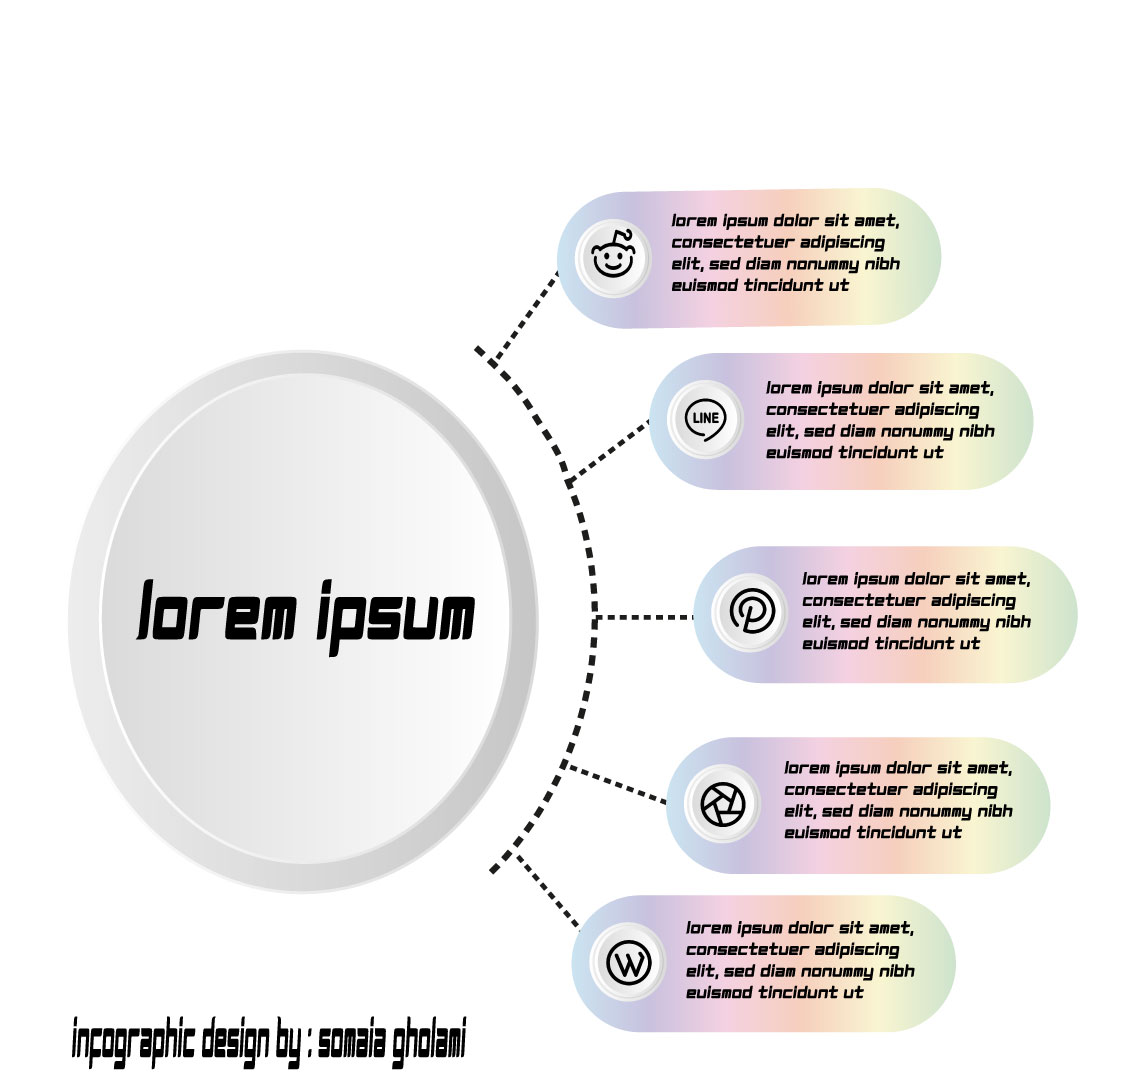 lorem ipsum dolor sit amet,
consectetuer adipiscing
elit, sed diam nonummy nibh
euismod tincidunt ut
LINE
lorem ipsum dolor sit amet,
consectetuer adipiscing
elit, sed diam nonummy nibh
euismod tincidunt ut
lorem ipsum
lorem ipsum dolor sit amet,
consectetuer adipiscing
elit, sed diam nonummy nibh
euismod tincidunt ut
lorem ipsum dolor sit amet,
consectetuer adipiscing
elit, sed diam nonummy nibh
euismod tincidunt ut
W
lorem ipsum dolor sit amet,
consectetuer adipiscing
elit, sed diam nonummy nibh
euismod tincidunt ut
infographic design by : somaia gholami